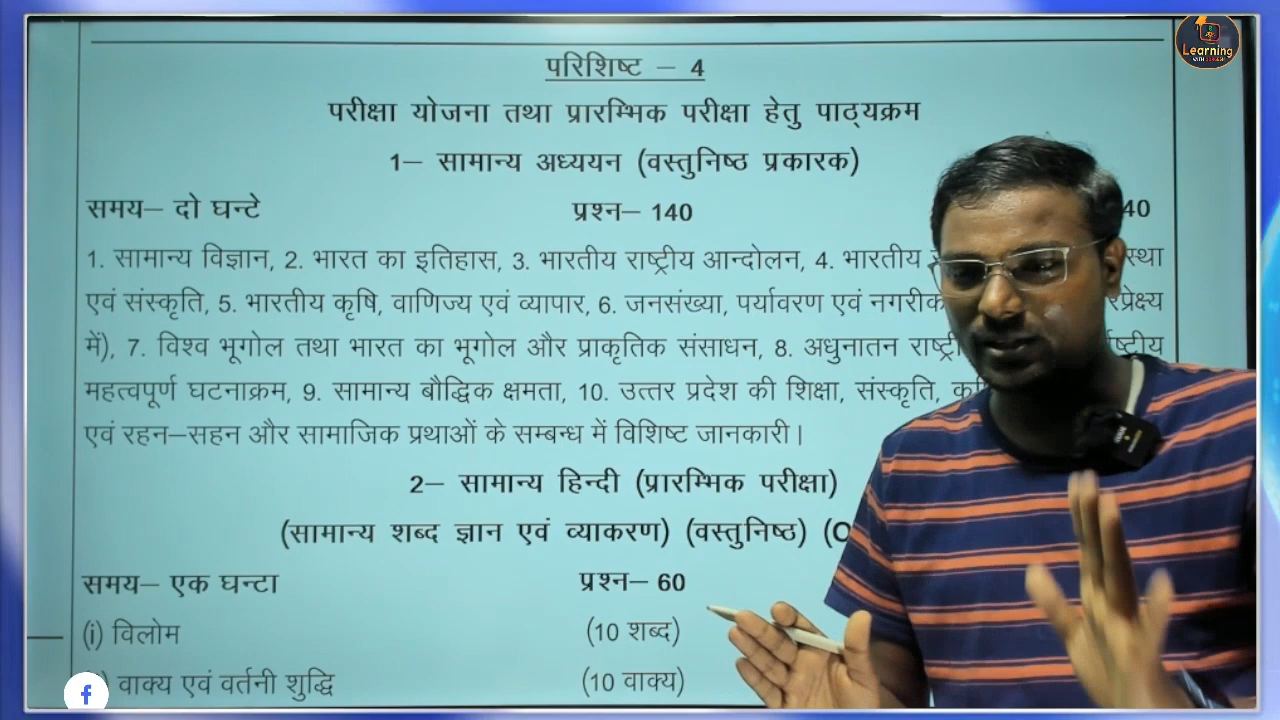 Learning
परिशिष्ट – 4
परीक्षा योजना तथा प्रारम्भिक परीक्षा हेतु पाठ्यक्रम
1– सामान्य अध्ययन (वस्तुनिष्ठ प्रकारक)
समय– दो घन्टे प्रश्न– 140 40
1. सामान्य विज्ञान, 2. भारत का इतिहास, 3. भारतीय राष्ट्रीय आन्दोलन, 4. भारतीय
एवं संस्कृति, 5. भारतीय कृषि, वाणिज्य एवं व्यापार, 6. जनसंख्या, पर्यावरण एवं
में), 7. विश्व भूगोल तथा भारत का भूगोल और प्राकृतिक संसाधन, 8. अधुनातन
महत्वपूर्ण घटनाक्रम, 9. सामान्य बौद्धिक क्षमता, 10. उत्तर प्रदेश की शिक्षा, संस्कृति,
एवं रहन–सहन और सामाजिक प्रथाओं के सम्बन्ध में विशिष्ट जानकारी।
2– सामान्य हिन्दी (प्रारम्भिक परीक्षा)
(सामान्य शब्द ज्ञान एवं व्याकरण) (वस्तुनिष्ठ)
समय– एक घन्टा प्रश्न– 60
(i) विलोम (10 शब्द)
वाक्य एवं वर्तनी शुद्धि (10 वाक्य)